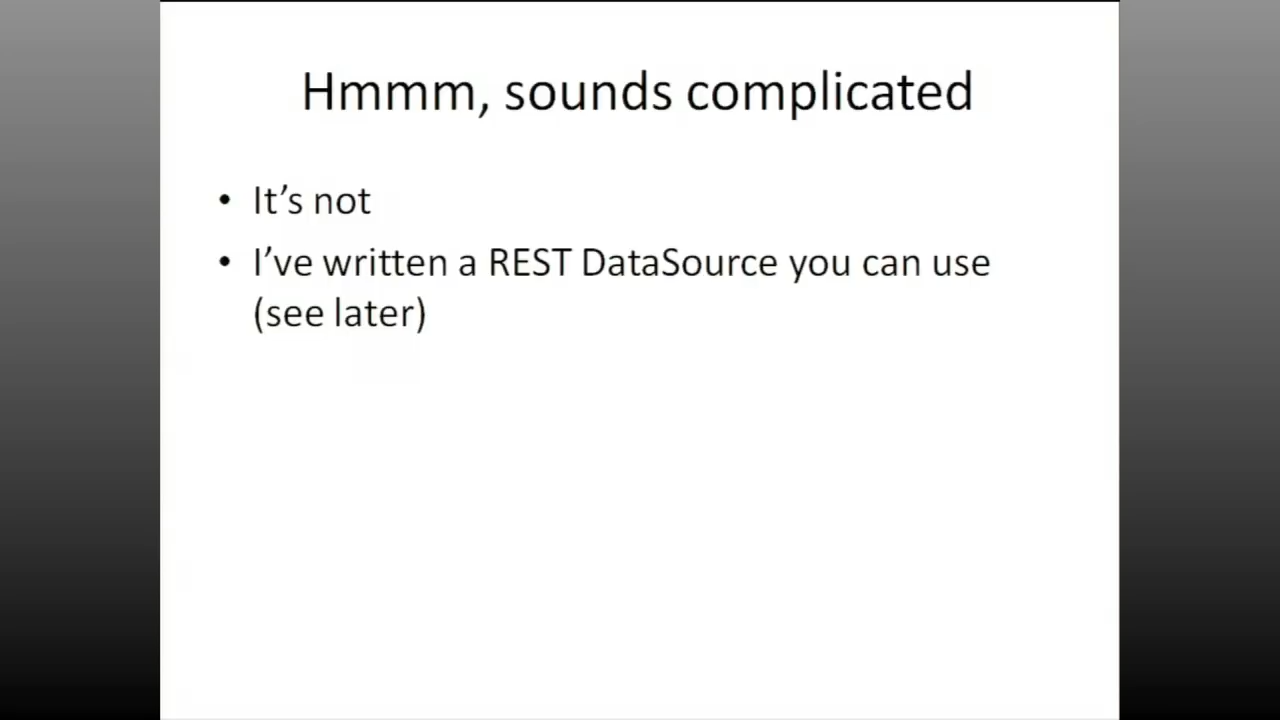 Hmmm, sounds complicated
• It’s not
• I’ve written a REST DataSource you can use
(see later)